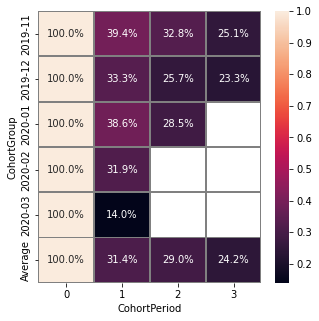 CohortGroup
2019-11 100.0% 39.4% 32.8% 25.1%
2019-12 100.0% 33.3% 25.7% 23.3%
2020-01 100.0% 38.6% 28.5%
2020-02 100.0% 31.9%
2020-03 100.0% 14.0%
Average 100.0% 31.4% 29.0% 24.2%
0 1 2 3
CohortPeriod
1.0
0.9
0.8
0.7
0.6
0.5
0.4
0.3
0.2